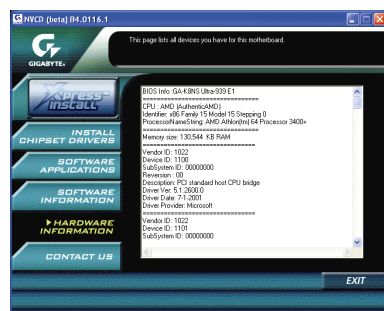 NVCD (beta) B4.0116.1
This page lists all devices you have for this motherboard.
GIGABYTE
Xpress™
INSTALL
INSTALL
CHIPSET DRIVERS
SOFTWARE
APPLICATIONS
SOFTWARE
INFORMATION
HARDWARE
INFORMATION
CONTACT US
BIOS Info: GA-K8NS Ultra-939 E1
==================================
CPU : AMD [AuthenticAMD]
Identifier: x86 Family 15 Model 15 Stepping 0
ProcessorNameString: AMD Athlon(tm) 64 Processor 3400+
==================================
Memory size: 130,544 KB RAM
==================================
Vendor ID: 1022
Device ID: 1100
SubSystem ID: 00000000
Reversion : 00
Description: PCI standard host CPU bridge
Driver Ver: 5.1.2600.0
Driver Date: 7-1-2001
Driver Provider: Microsoft
==================================
Vendor ID: 1022
Device ID: 1101
SubSystem ID: 00000000
EXIT